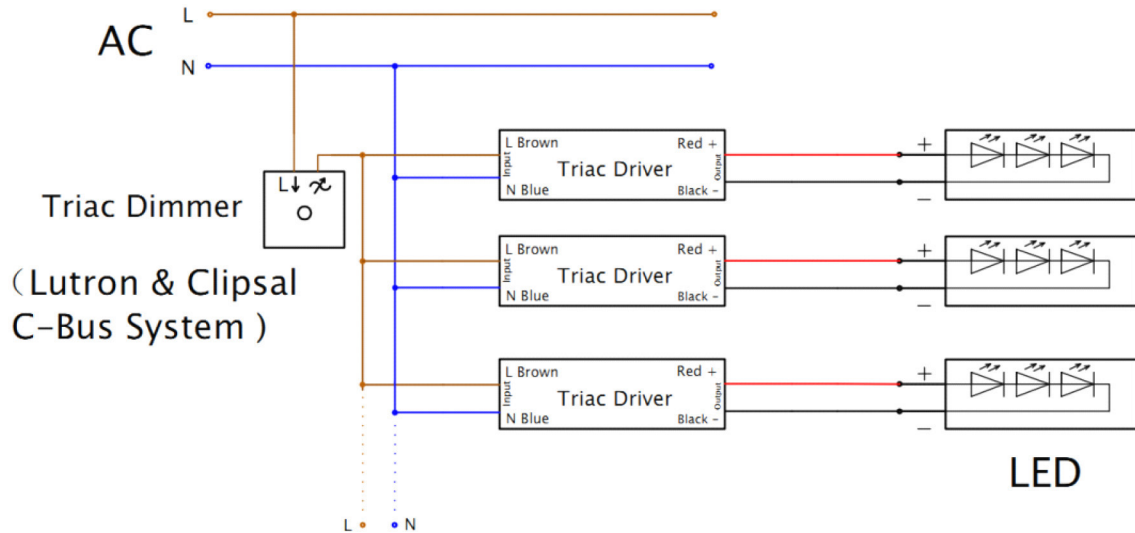 L
AC
N
L Brown
Red +
Input
Triac Driver
Output
N Blue
Black –
+
–
L
Triac Dimmer
（Lutron & Clipsal
C–Bus System )
L Brown
Red +
Input
Triac Driver
Output
N Blue
Black –
+
–
L Brown
Red +
Input
Triac Driver
Output
N Blue
Black –
+
–
LED
L
N